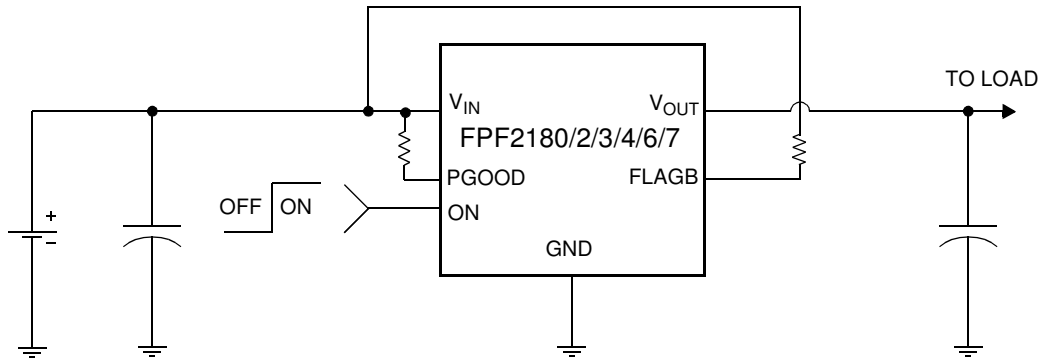 TO LOAD
VIN
VOUT
FPF2180/2/3/4/6/7
PGOOD
FLAGB
OFF
ON
ON
GND
+
−